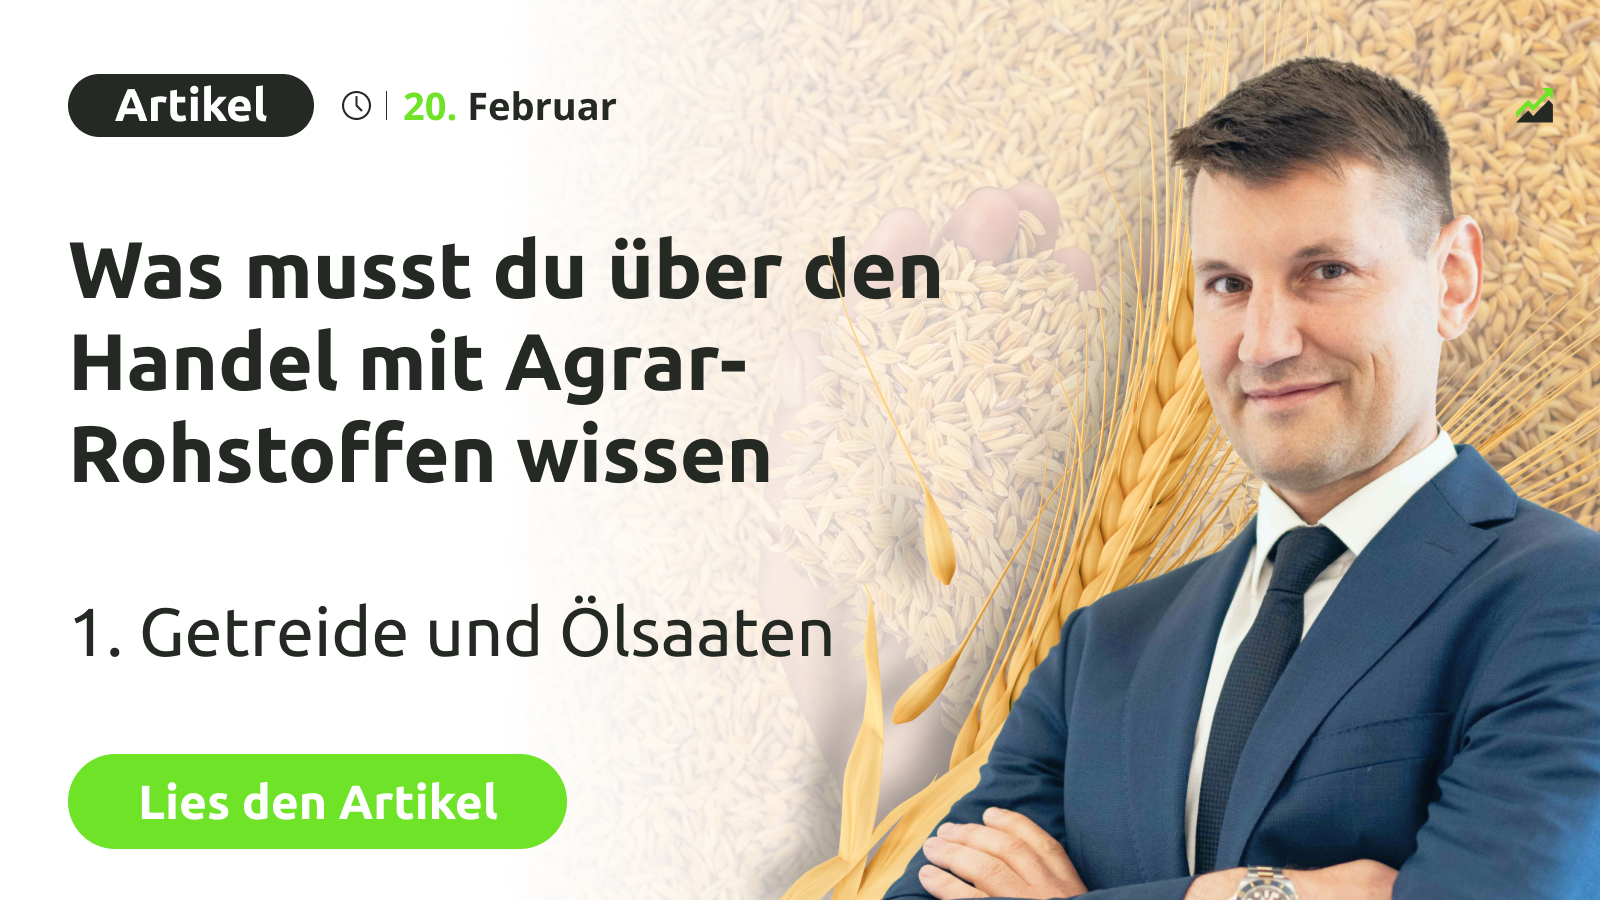 Artikel
20. Februar
Was musst du über den
Handel mit Agrar-
Rohstoffen wissen
1. Getreide und Ölsaaten
Lies den Artikel